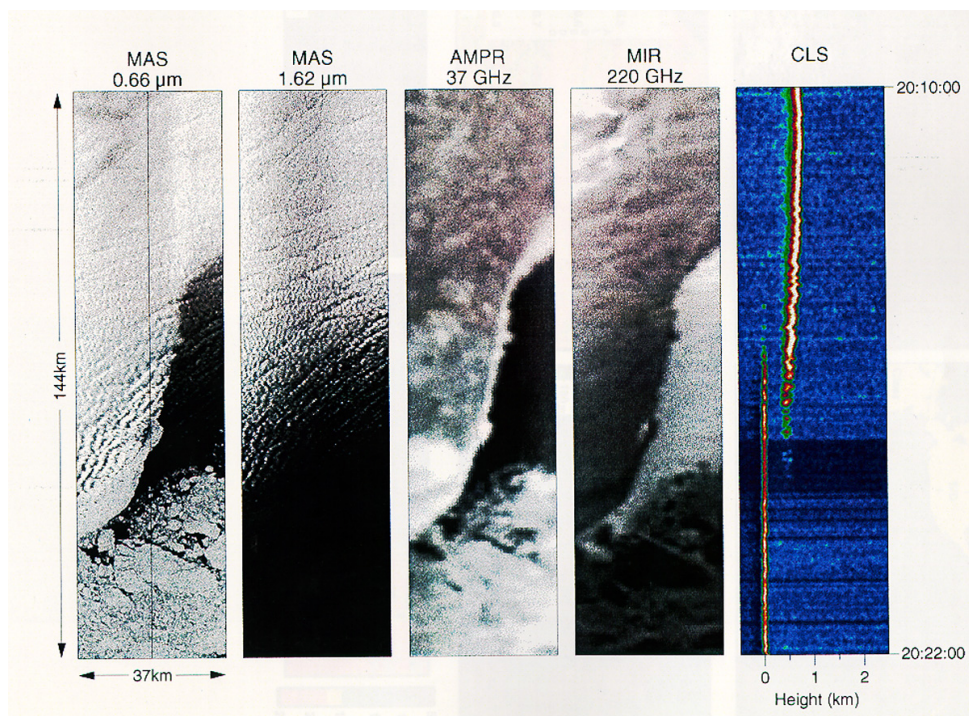 MAS
0.66 µm
MAS
1.62 µm
AMPR
37 GHz
MIR
220 GHz
CLS
20:10:00
144km
20:22:00
37km
0 1 2
Height (km)